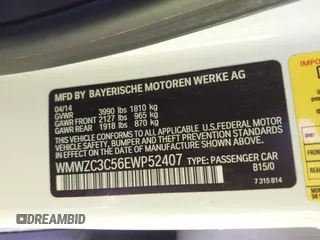 MFD BY BAYERISCHE MOTOREN WERKE AG
04/14
GVWR 3990 lbs 1810 kg
GAWR FRONT 2127 lbs 965 kg
GAWR REAR 1918 lbs 870 kg
THIS VEHICLE CONFORMS TO ALL APPLICABLE U.S.FEDERAL MOTOR
VEHICLE SAFETY, BUMPER, AND THEFT PREVENTION STANDARDS
IN EFFECT ON THE DATE OF MANUFACTURE SHOWN ABOVE.
WMWZC3C56EWP52407 TYPE: PASSENGER CAR
B15/0
7 315 814
DREAMBID